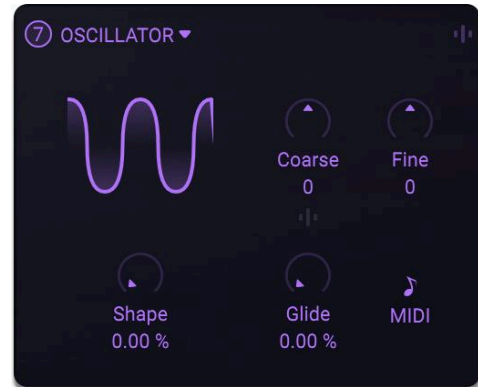 7 OSCILLATOR
Coarse Fine
0 0
Shape Glide MIDI
0.00 % 0.00 %